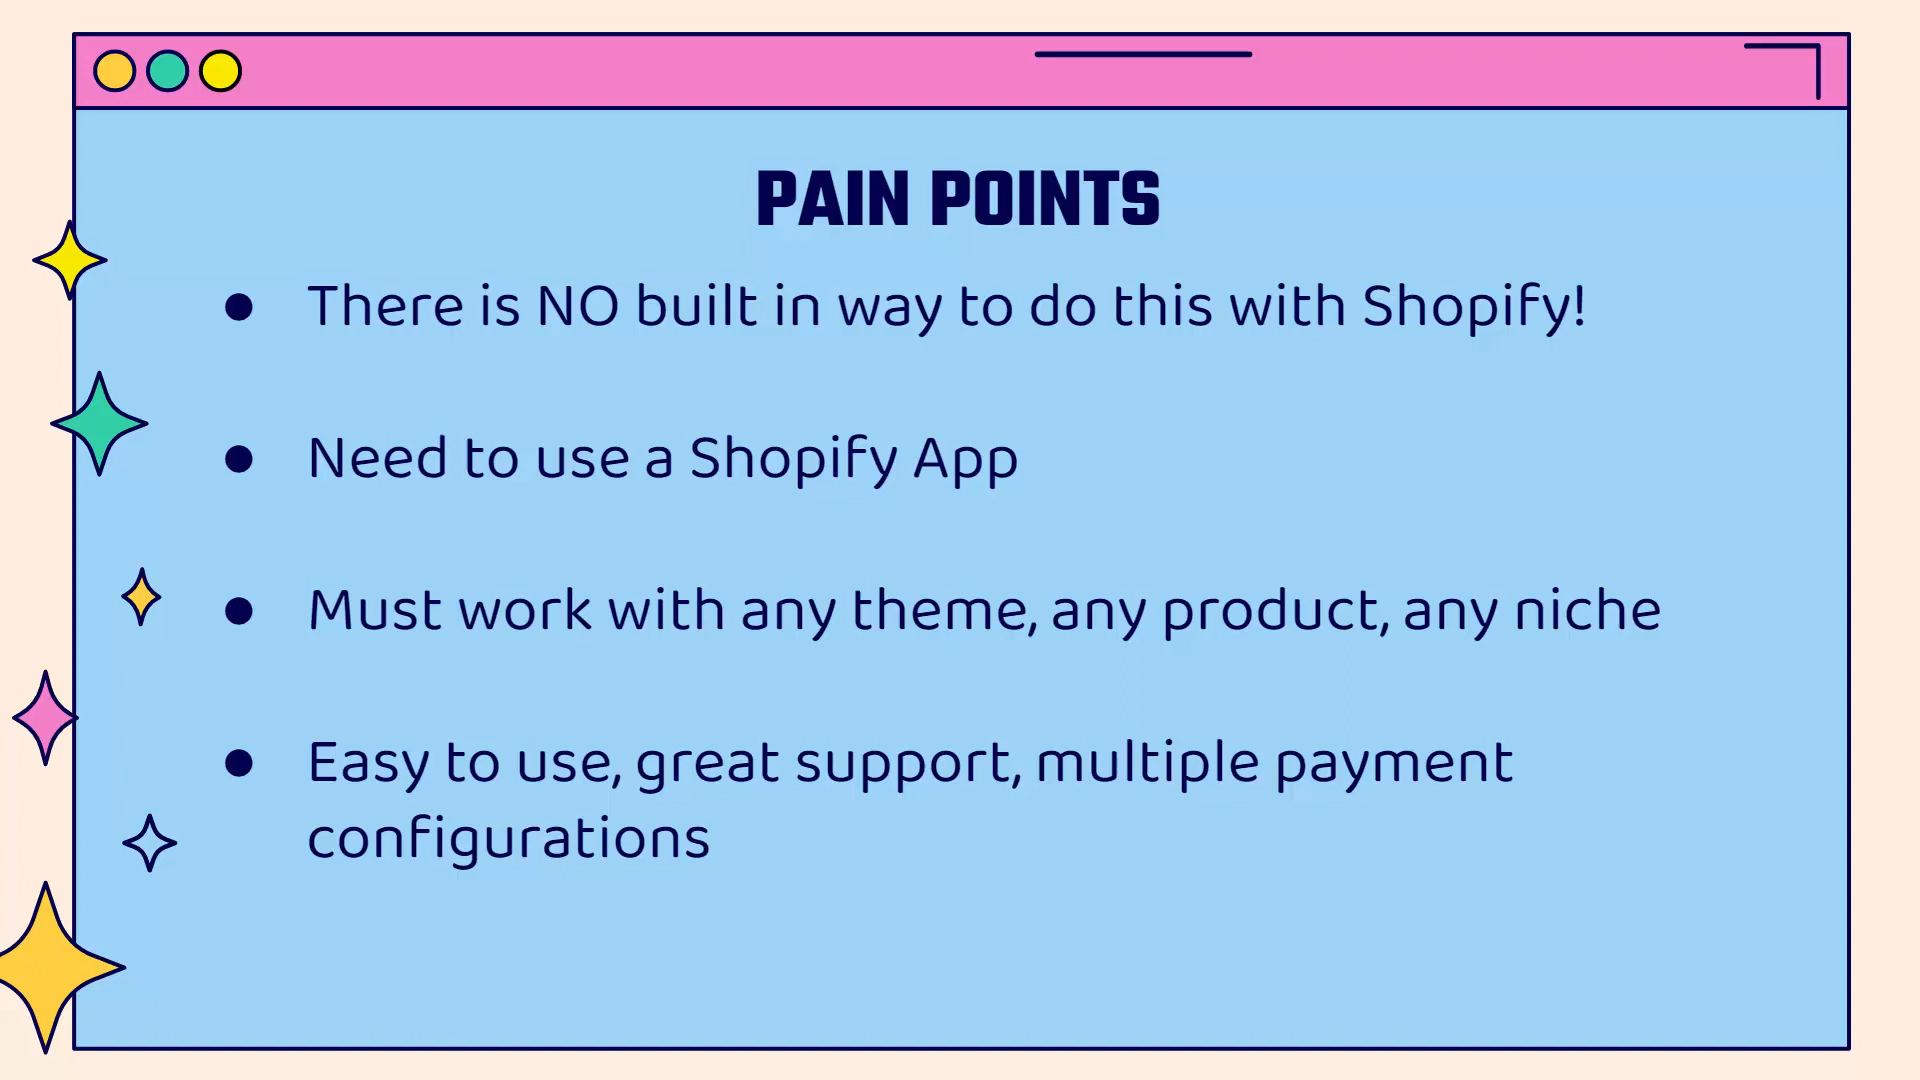 PAIN POINTS
● There is NO built in way to do this with Shopify!
● Need to use a Shopify App
● Must work with any theme, any product, any niche
● Easy to use, great support, multiple payment
configurations